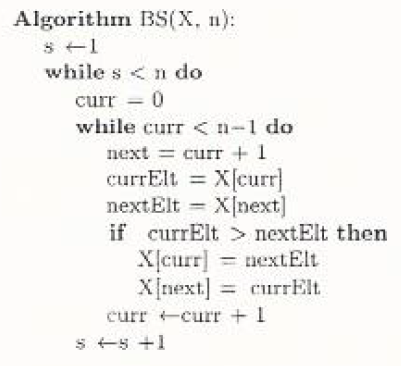 Algorithm BS(X, n):
s ←1
while s < n do
curr = 0
while curr < n−1 do
next = curr + 1
currElt = X[curr]
nextElt = X[next]
if currElt > nextElt then
X[curr] = nextElt
X[next] = currElt
curr ←curr + 1
s ←s +1